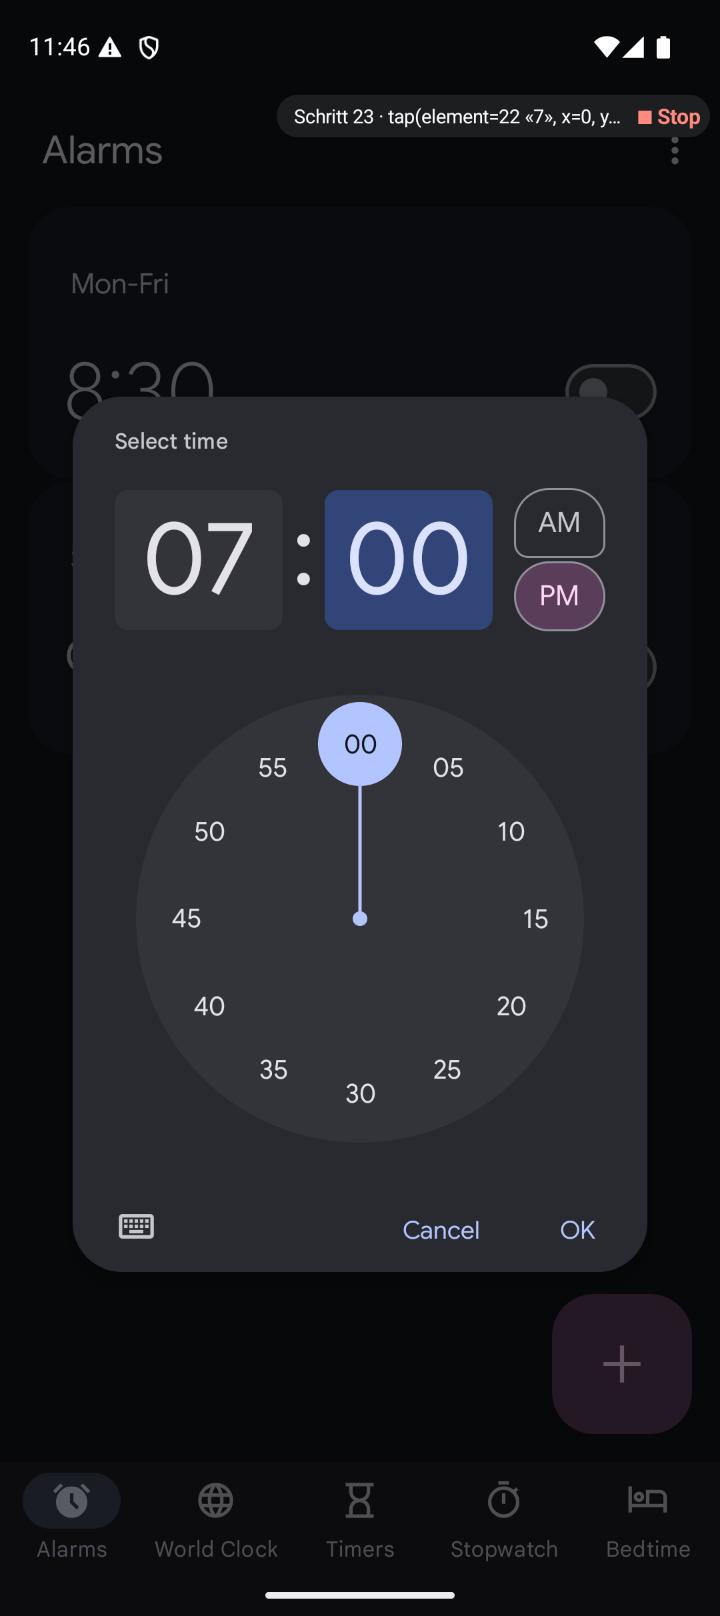 11:46
Schritt 23 · tap(element=22 «7», x=0, y… Stop
Alarms
Mon-Fri
8:30
Select time
07 : 00
AM
PM
00
55
05
50
10
45
15
40
20
35
25
30
Cancel
OK
Alarms
World Clock
Timers
Stopwatch
Bedtime